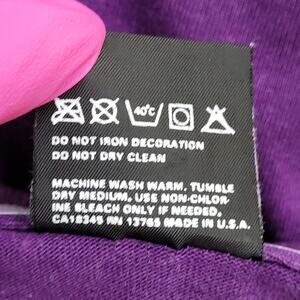 40°C
DO NOT IRON DECORATION
DO NOT DRY CLEAN
MACHINE WASH WARM, TUMBLE
DRY MEDIUM, USE NON-CHLOR-
INE BLEACH ONLY IF NEEDED.
CA18345 RN 13765 MADE IN U.S.A.